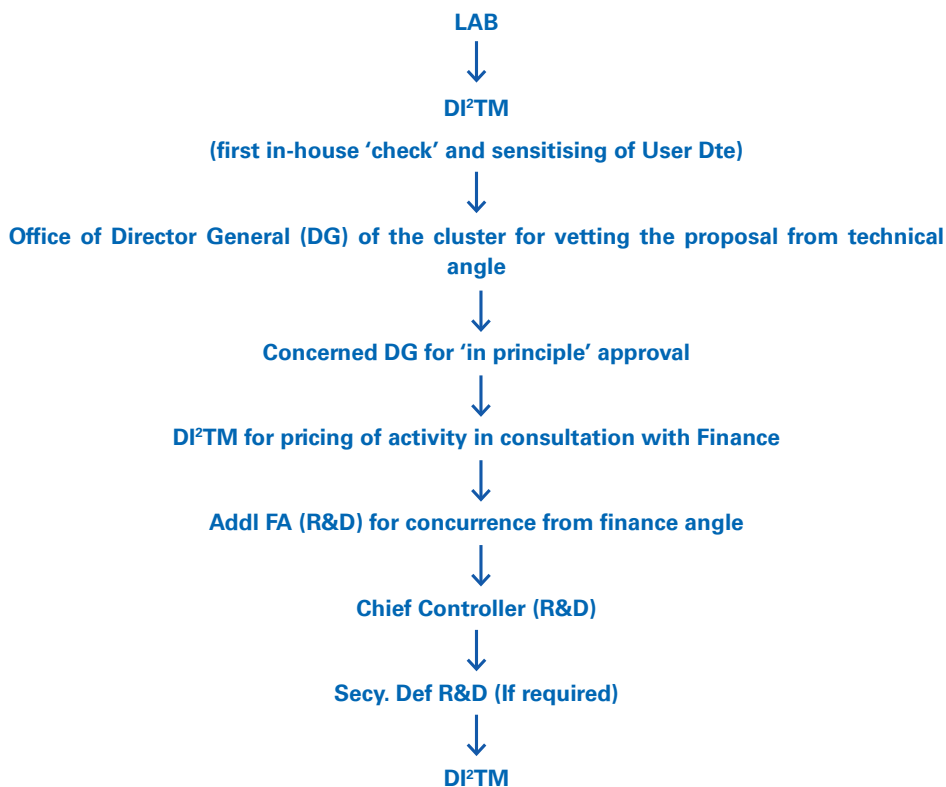 LAB
DI²TM
(first in-house ‘check’ and sensitising of User Dte)
Office of Director General (DG) of the cluster for vetting the proposal from technical
angle
Concerned DG for ‘in principle’ approval
DI²TM for pricing of activity in consultation with Finance
Addl FA (R&D) for concurrence from finance angle
Chief Controller (R&D)
Secy. Def R&D (If required)
DI²TM